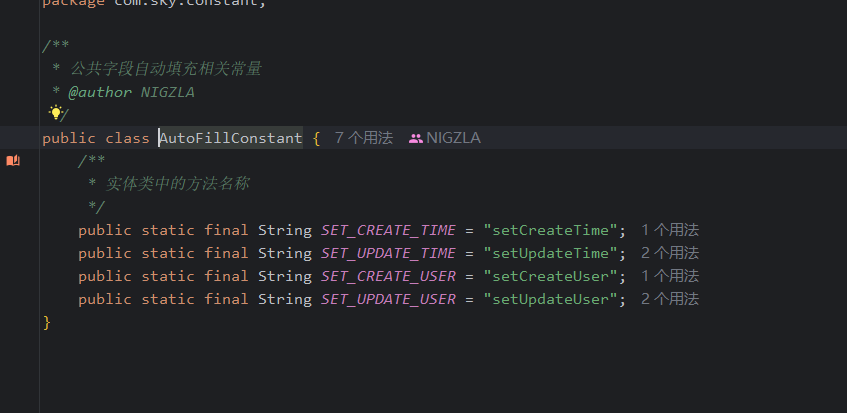 package com.sky.constant;
/**
* 公共字段自动填充相关常量
* @author NIGZLA
*/
public class AutoFillConstant { 7 个用法 NIGZLA
/**
* 实体类中的方法名称
*/
public static final String SET_CREATE_TIME = "setCreateTime"; 1 个用法
public static final String SET_UPDATE_TIME = "setUpdateTime"; 2 个用法
public static final String SET_CREATE_USER = "setCreateUser"; 1 个用法
public static final String SET_UPDATE_USER = "setUpdateUser"; 2 个用法
}